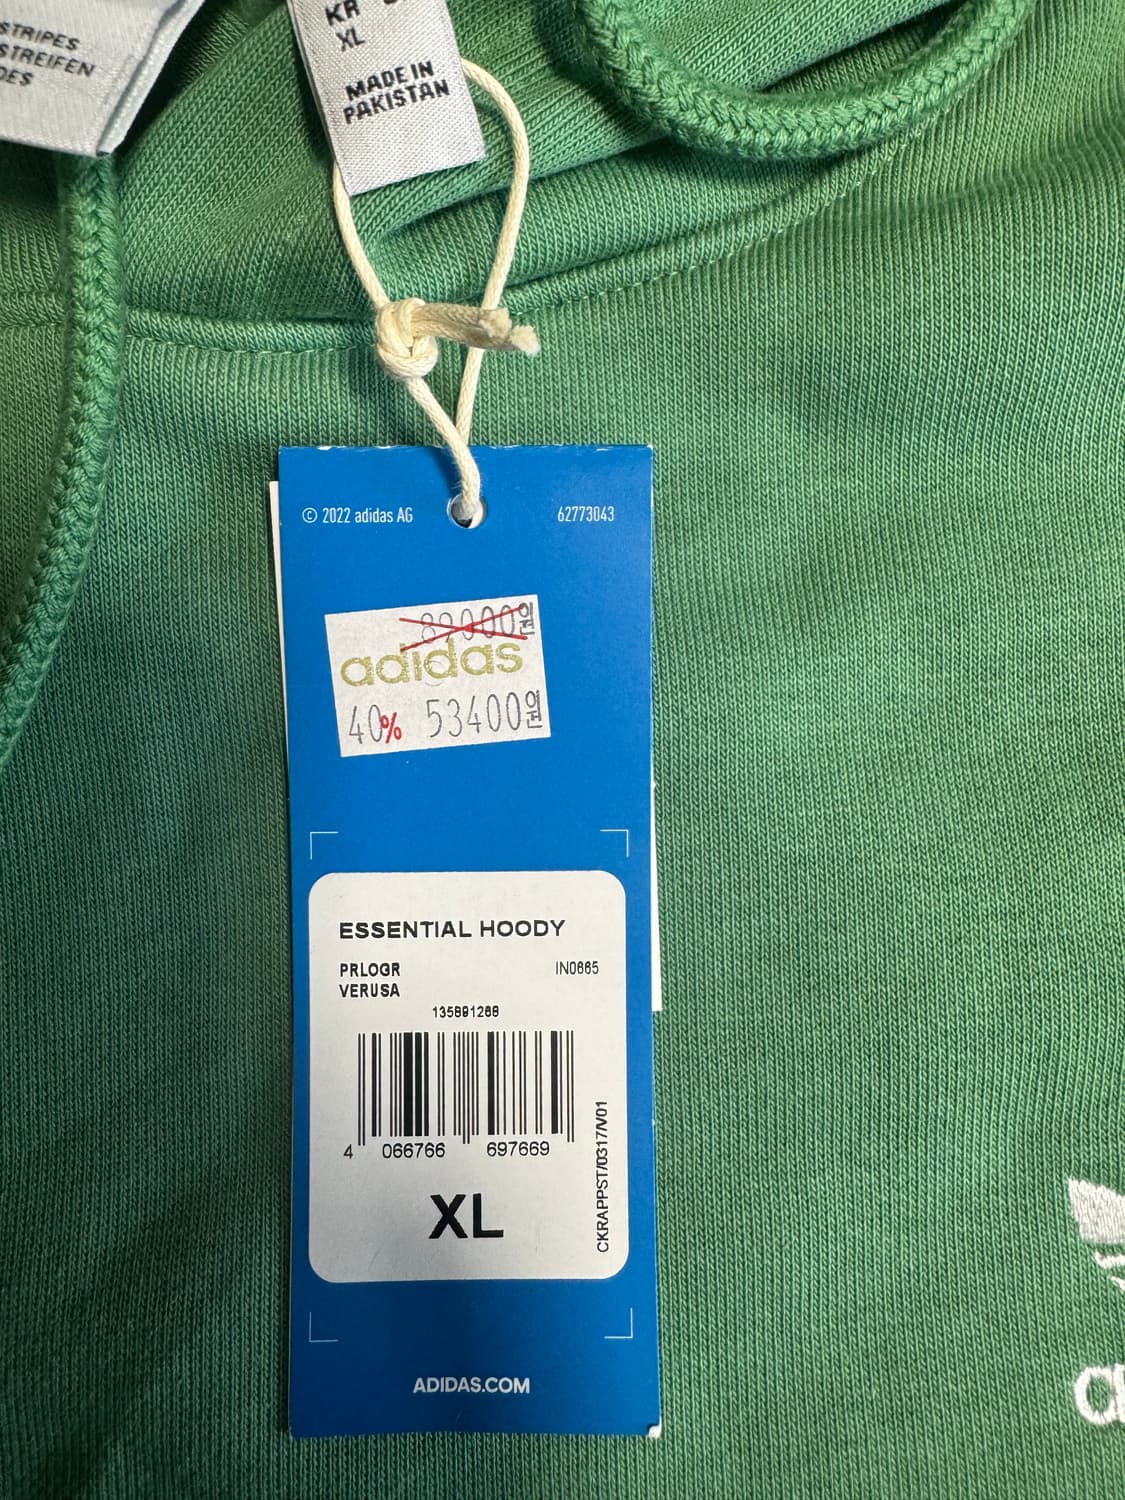 STRIPES
STREIFEN
DES
KR
XL
MADE IN
PAKISTAN
© 2022 adidas AG
62773043
89000원
adidas
40% 53400원
ESSENTIAL HOODY
PRLOGR
IN0665
VERUSA
135891268
4 066766 697669
XL
CKRAPPST/0317/V01
ADIDAS.COM